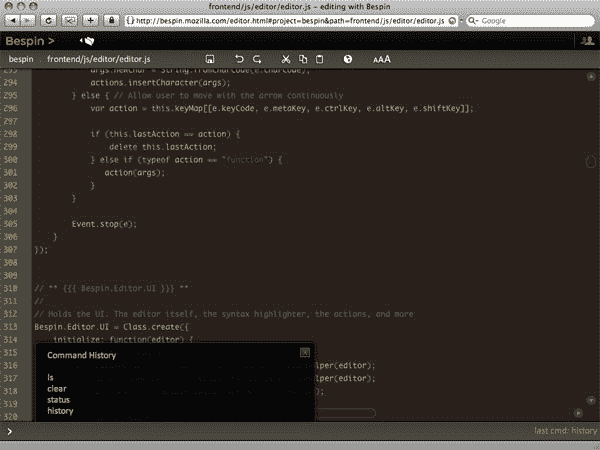 frontend/js/editor/editor.js – editing with Bespin
http://bespin.mozilla.com/editor.html#project=bespin&path=frontend/js/editor/editor.js
Google
Bespin >
bespin frontend/js/editor/editor.js
AAA
293 args.newChar = String.fromCharCode(e.charCode);
294 actions.insertCharacter(args);
295 } else { // Allow user to move with the arrow continuously
296 var action = this.keyMap[[e.keyCode, e.metaKey, e.ctrlKey, e.altKey, e.shiftKey]];
297
298 if (this.lastAction == action) {
299 delete this.lastAction;
300 } else if (typeof action == "function") {
301 action(args);
302 }
303 }
304
305 Event.stop(e);
306 }
307 });
308
309
310 // ** {{{ Bespin.Editor.UI }}} **
311 //
312 // Holds the UI. The editor itself, the syntax highlighter, the actions, and more
313 Bespin.Editor.UI = Class.create({
314 initialize: function(editor) {
315
316 elper(editor);
317 elper(editor);
318 );
319
320
Command History
ls
clear
status
history
>
last cmd: history